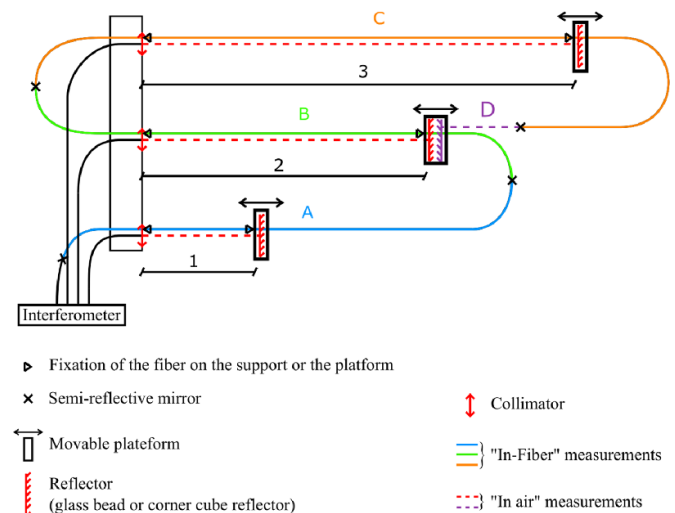 C
3
B
D
2
A
1
Interferometer
Fixation of the fiber on the support or the platform
Semi-reflective mirror
Collimator
Movable plateform
"In-Fiber" measurements
Reflector
(glass bead or corner cube reflector)
"In air" measurements